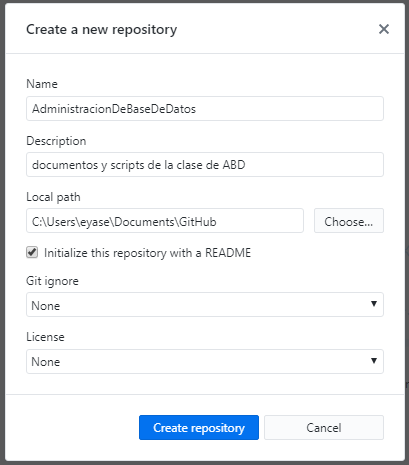 Create a new repository
Name
AdministracionDeBaseDeDatos
Description
documentos y scripts de la clase de ABD
Local path
C:\Users\eyase\Documents\GitHub
Choose...
Initialize this repository with a README
Git ignore
None
License
None
Create repository
Cancel